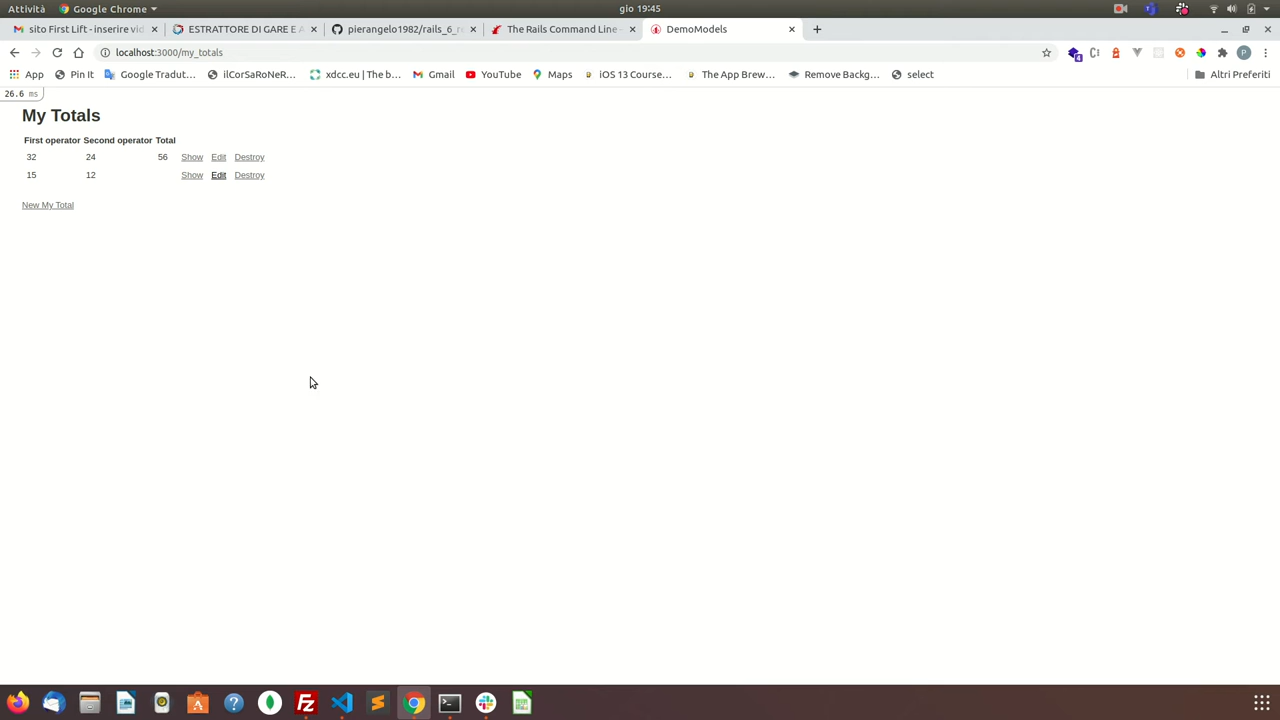 Attività Google Chrome gio 19:45
sito First Lift - inserire vid ESTRATTORE DI GARE E A pierangelo1982/rails_6_r The Rails Command Line - DemoModels
localhost:3000/my_totals
App Pin It Google Tradut... ilCorSaRoNeR... xdcc.eu | The b... Gmail YouTube Maps iOS 13 Course... The App Brew... Remove Backg... select Altri Preferiti
26.6 ms
My Totals
First operator Second operator Total
32 24 56 Show Edit Destroy
15 12 Show Edit Destroy
New My Total